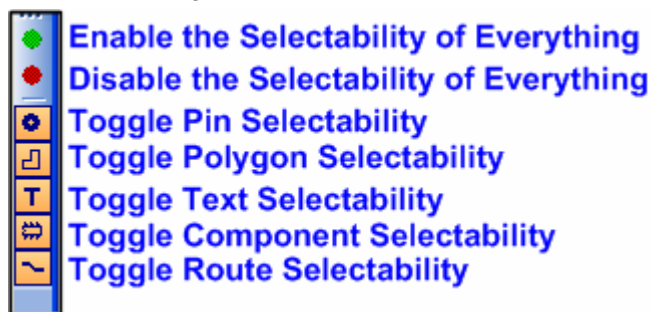 Enable the Selectability of Everything
Disable the Selectability of Everything
Toggle Pin Selectability
Toggle Polygon Selectability
T Toggle Text Selectability
Toggle Component Selectability
Toggle Route Selectability